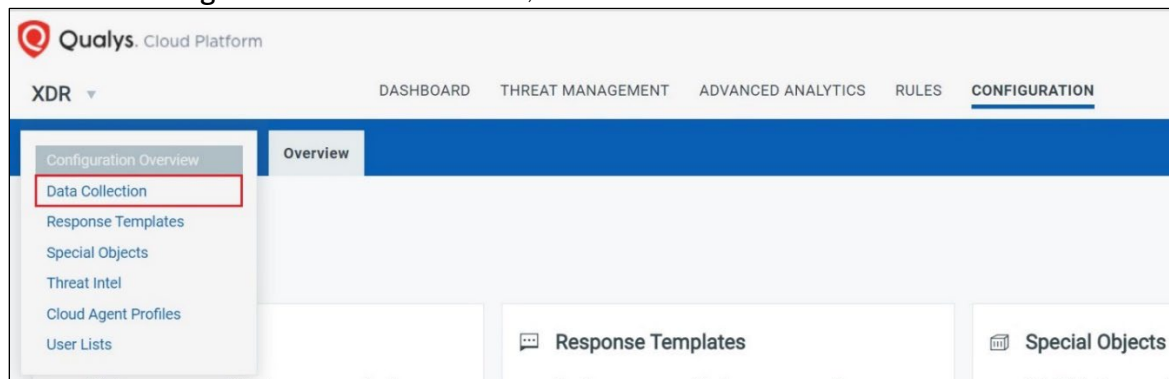 Qualys. Cloud Platform
XDR
DASHBOARD THREAT MANAGEMENT ADVANCED ANALYTICS RULES CONFIGURATION
Configuration Overview
Overview
Data Collection
Response Templates
Special Objects
Threat Intel
Cloud Agent Profiles
User Lists
Response Templates
Special Objects